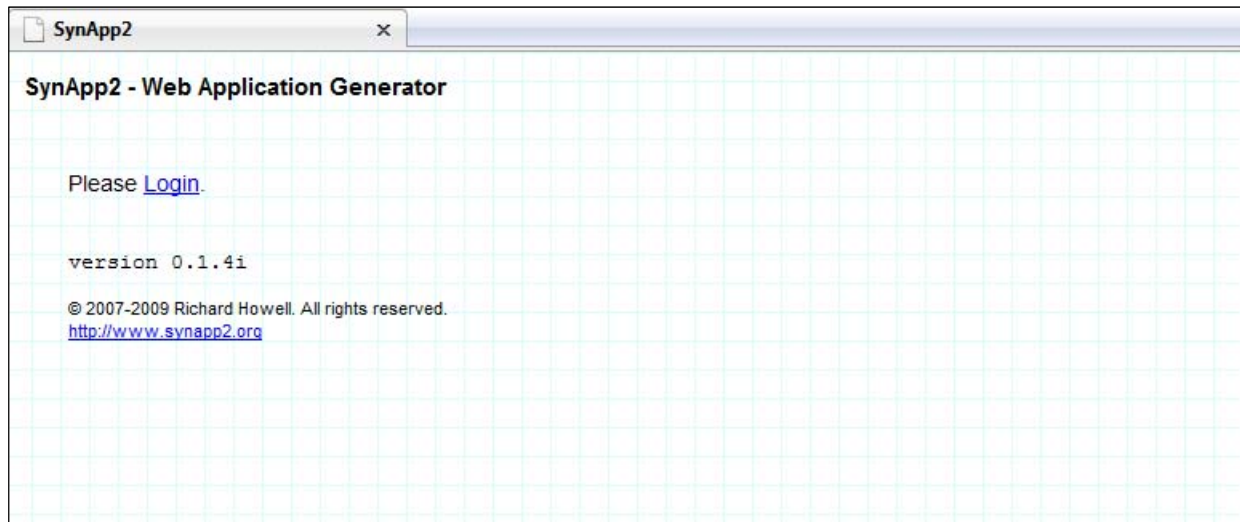 SynApp2
SynApp2 - Web Application Generator
Please Login.
version 0.1.4i
© 2007-2009 Richard Howell. All rights reserved.
http://www.synapp2.org